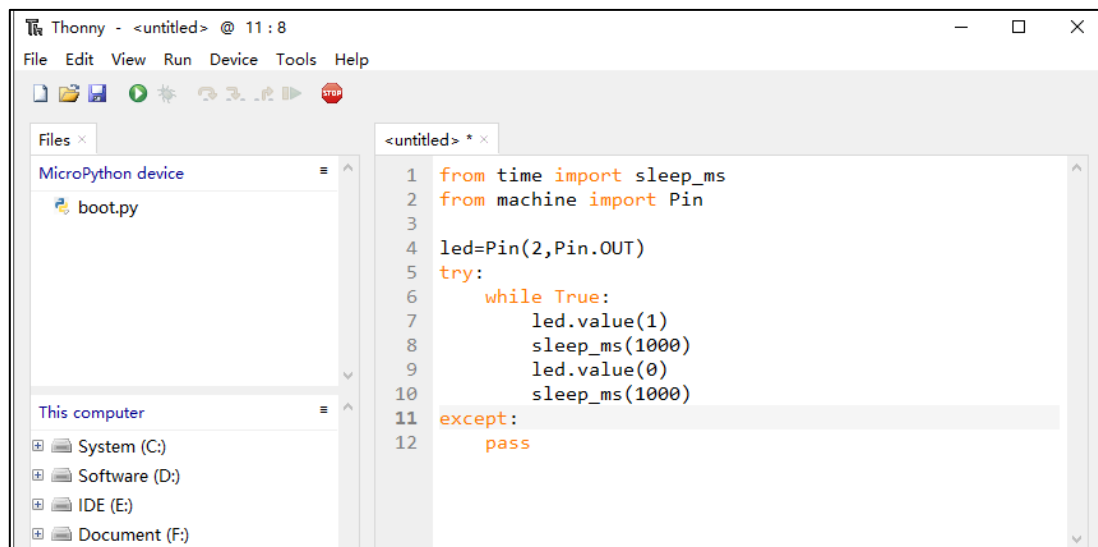 Thonny - <untitled> @ 11 : 8
File Edit View Run Device Tools Help
STOP
Files
MicroPython device
boot.py
This computer
System (C:)
Software (D:)
IDE (E:)
Document (F:)
<untitled> *
1 from time import sleep_ms
2 from machine import Pin
3
4 led=Pin(2,Pin.OUT)
5 try:
6     while True:
7         led.value(1)
8         sleep_ms(1000)
9         led.value(0)
10         sleep_ms(1000)
11 except:
12     pass